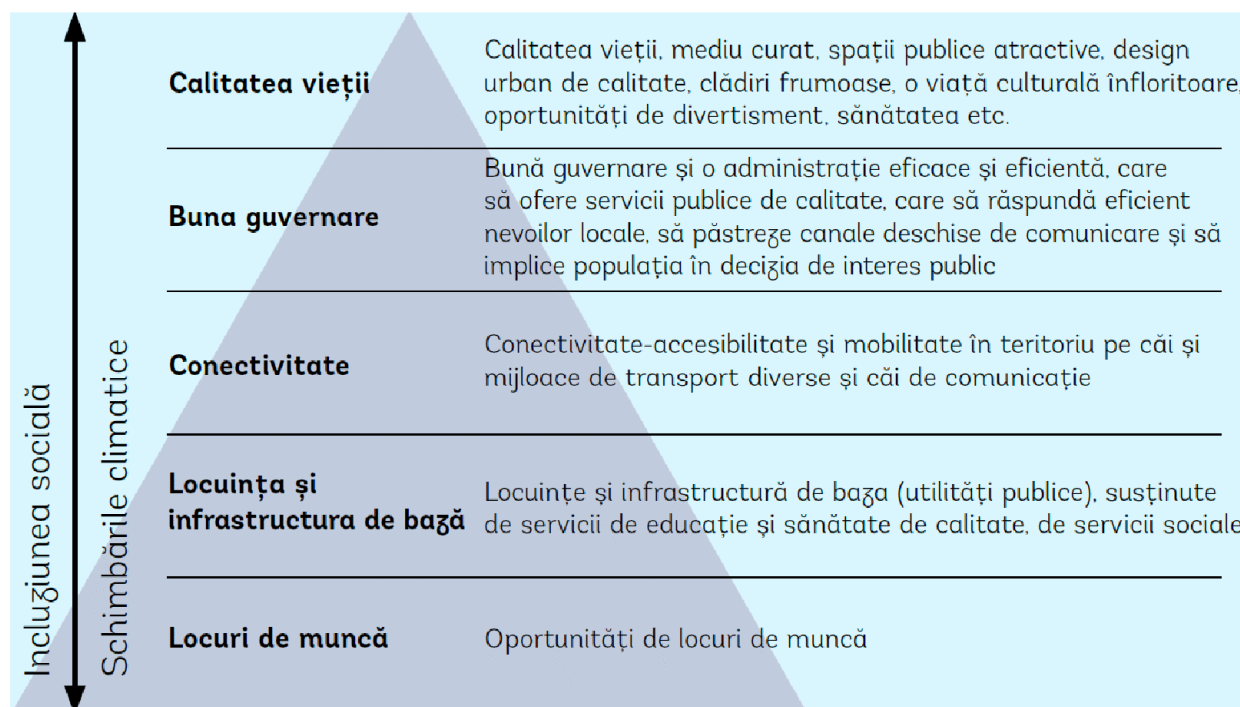 Incluziunea socială
Schimbările climatice
Calitatea vieții
Calitatea vieții, mediu curat, spații publice atractive, design
urban de calitate, clădiri frumoase, o viață culturală înfloritoare,
oportunități de divertisment, sănătatea etc.
Buna guvernare
Bună guvernare și o administrație eficace și eficientă, care
să ofere servicii publice de calitate, care să răspundă eficient
nevoilor locale, să păstreze canale deschise de comunicare și să
implice populația în decizia de interes public
Conectivitate
Conectivitate-accesibilitate și mobilitate în teritoriu pe căi și
mijloace de transport diverse și căi de comunicație
Locuința și
infrastructura de bază
Locuințe și infrastructură de baza (utilități publice), susținute
de servicii de educație și sănătate de calitate, de servicii sociale
Locuri de muncă
Oportunități de locuri de muncă